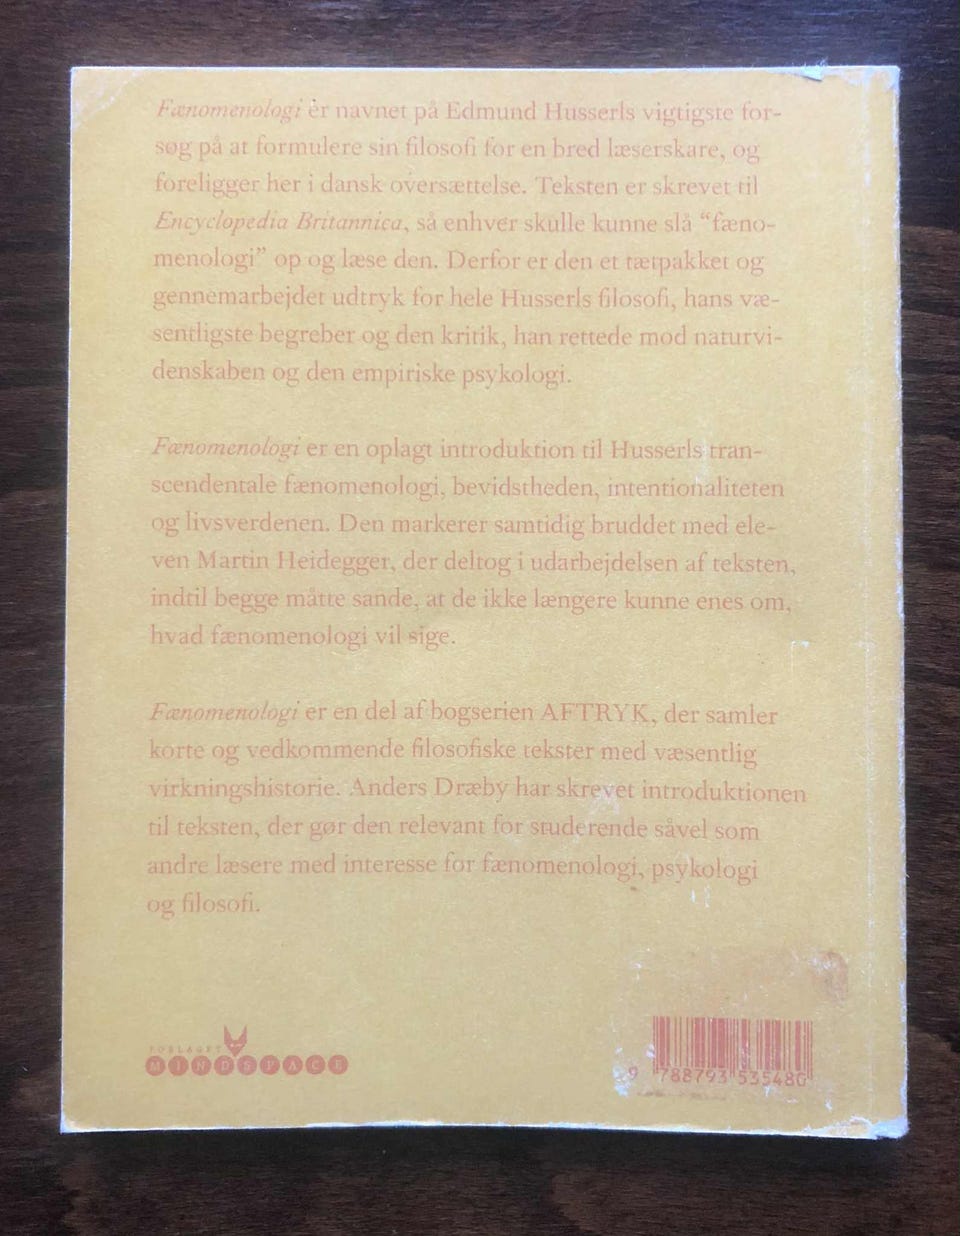 Fænomenologi er navnet på Edmund Husserls vigtigste for-
søg på at formulere sin filosofi for en bred læserskare, og
foreligger her i dansk oversættelse. Teksten er skrevet til
Encyclopedia Britannica, så enhver skulle kunne slå “fæno-
menologi” op og læse den. Derfor er den et tætpakket og
gennemarbejdet udtryk for hele Husserls filosofi, hans væ-
sentligste begreber og den kritik, han rettede mod naturvi-
denskaben og den empiriske psykologi.
Fænomenologi er en oplagt introduktion til Husserls tran-
scendentale fænomenologi, bevidstheden, intentionaliteten
og livsverdenen. Den markerer samtidig bruddet med ele-
ven Martin Heidegger, der deltog i udarbejdelsen af teksten,
indtil begge måtte sande, at de ikke længere kunne enes om,
hvad fænomenologi vil sige.
Fænomenologi er en del af bogserien AFTRYK, der samler
korte og vedkommende filosofiske tekster med væsentlig
virkningshistorie. Anders Dræby har skrevet introduktionen
til teksten, der gør den relevant for studerende såvel som
andre læsere med interesse for fænomenologi, psykologi
og filosofi.
FORLAGET
MINDSPACE
9 788793 535480